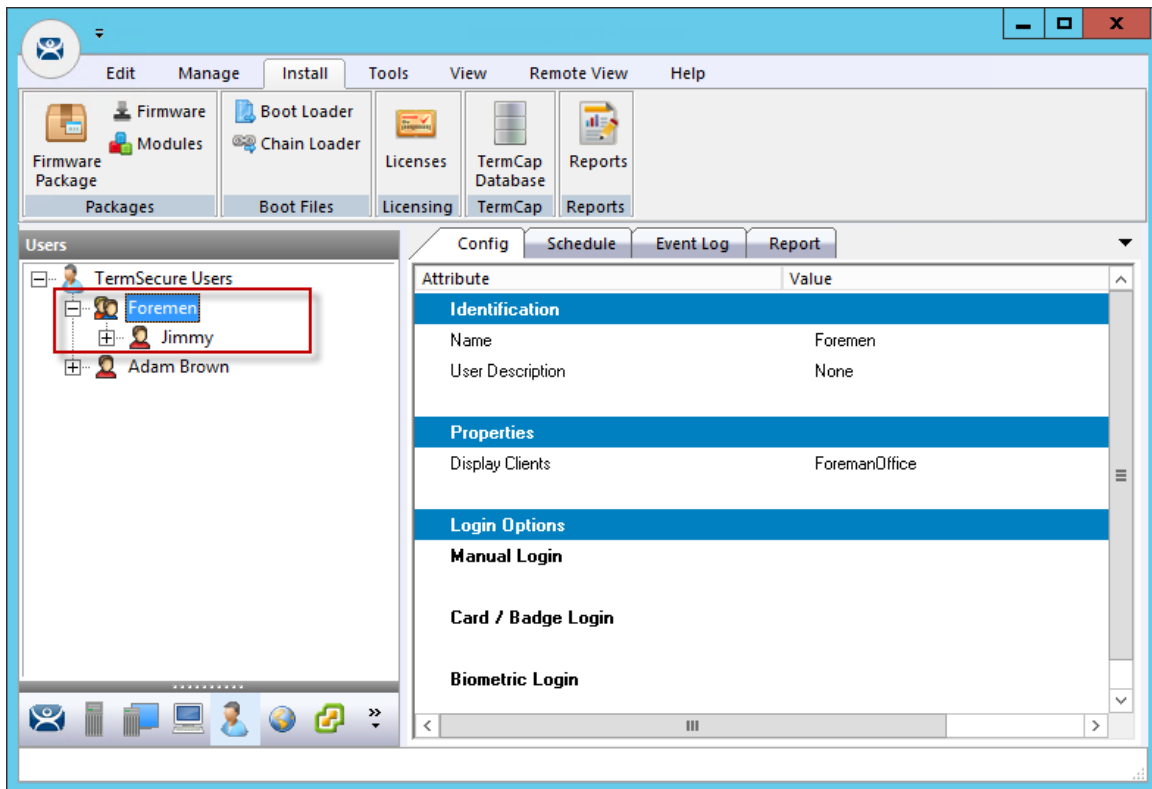 Edit Manage Install Tools View Remote View Help
Firmware Package
Firmware
Modules
Packages
Boot Loader
Chain Loader
Boot Files
Licenses
Licensing
TermCap Database
TermCap
Reports
Reports
Users
TermSecure Users
Foremen
Jimmy
Adam Brown
Config Schedule Event Log Report
Attribute Value
Identification
Name Foremen
User Description None
Properties
Display Clients ForemanOffice
Login Options
Manual Login
Card / Badge Login
Biometric Login